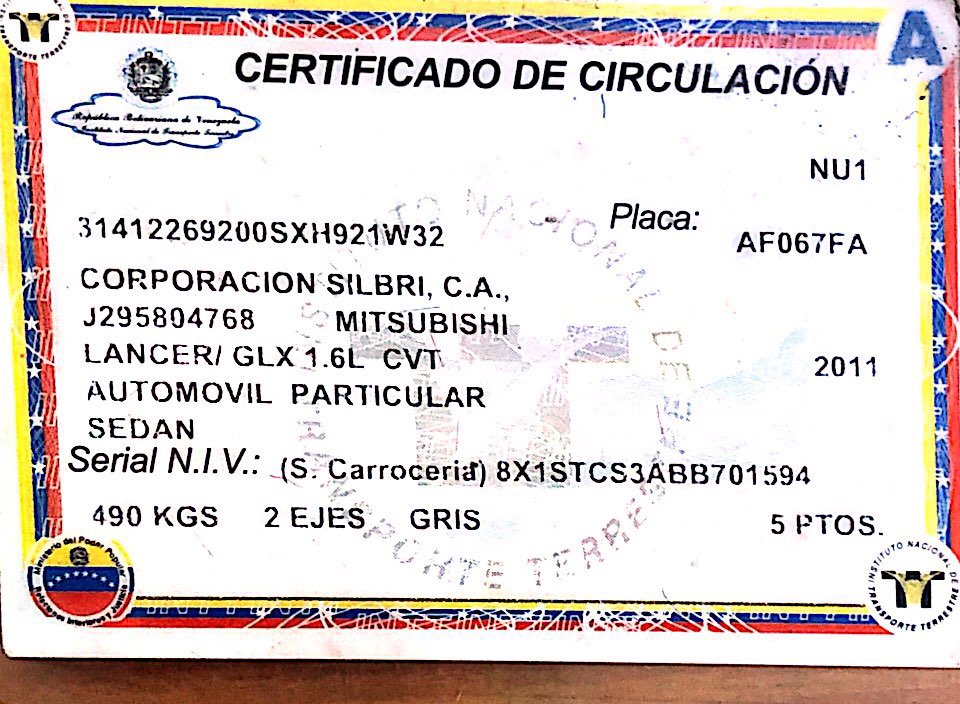 A
CERTIFICADO DE CIRCULACIÓN
República Bolivariana de Venezuela
Instituto Nacional de Transporte Terrestre
NU1
31412269200SXH921W32
Placa:
AF067FA
CORPORACION SILBRI, C.A.,
J295804768 MITSUBISHI
LANCER/ GLX 1.6L CVT
2011
AUTOMOVIL PARTICULAR
SEDAN
Serial N.I.V.: (S. Carroceria) 8X1STCS3ABB701594
490 KGS 2 EJES GRIS 5 PTOS.
INSTITUTO NACIONAL DE TRANSPORTE TERRESTRE
Ministerio del Poder Popular
Relaciones Interiores y Justicia
INSTITUTO NACIONAL DE TRANSPORTE TERRESTRE